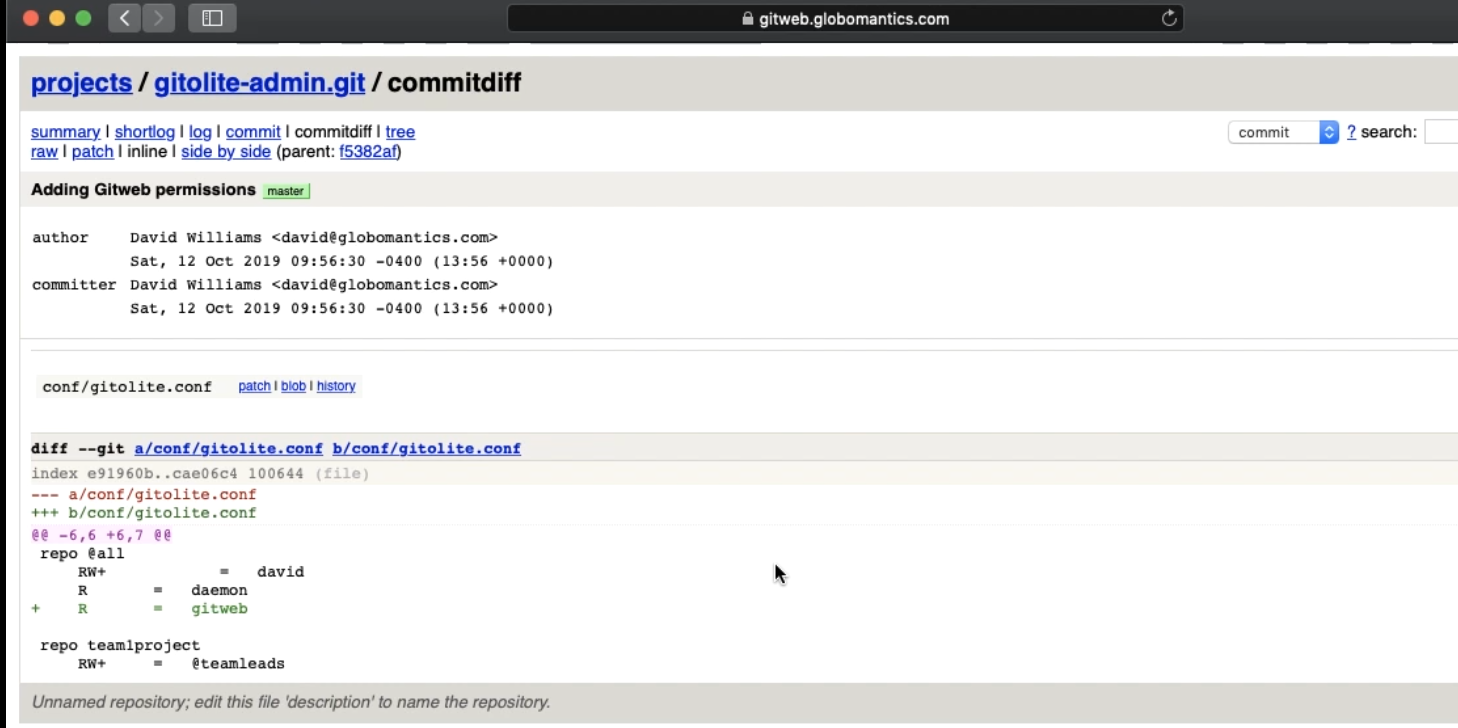 gitweb.globomantics.com
projects / gitolite-admin.git / commitdiff
summary | shortlog | log | commit | commitdiff | tree
commit ? search:
raw | patch | inline | side by side (parent: f5382af)
Adding Gitweb permissions master
author David Williams <david@globomantics.com>
Sat, 12 Oct 2019 09:56:30 -0400 (13:56 +0000)
committer David Williams <david@globomantics.com>
Sat, 12 Oct 2019 09:56:30 -0400 (13:56 +0000)
conf/gitolite.conf patch | blob | history
diff --git a/conf/gitolite.conf b/conf/gitolite.conf
index e91960b..cae06c4 100644 (file)
--- a/conf/gitolite.conf
+++ b/conf/gitolite.conf
@@ -6,6 +6,7 @@
repo @all
RW+ = david
R = daemon
+ R = gitweb
repo team1project
RW+ = @teamleads
Unnamed repository; edit this file 'description' to name the repository.